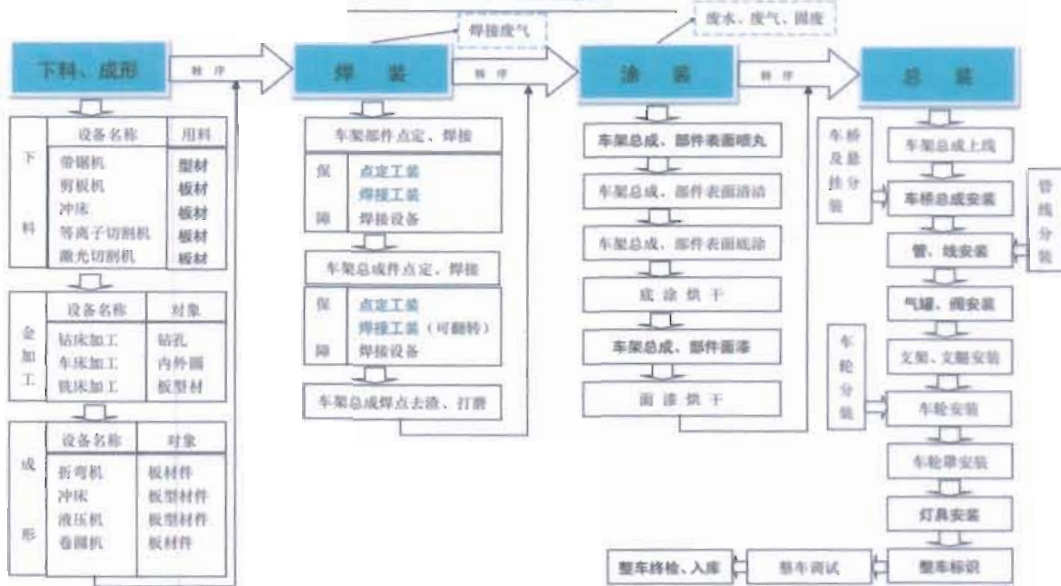 焊接废气
废水、废气、固废
下料、成形
转 序
焊 装
转 序
涂 装
转 序
总 装
下料
设备名称 用料
带锯机 型材
剪板机 板材
冲床 板材
等离子切割机 板材
激光切割机 板材
金加工
设备名称 对象
钻床加工 钻孔
车床加工 内外圆
铣床加工 板型材
成形
设备名称 对象
折弯机 板材件
冲床 板型材件
液压机 板型材件
卷圆机 板材件
车架部件点定、焊接
保障
点定工装
焊接工装
焊接设备
车架总成件点定、焊接
保障
点定工装
焊接工装(可翻转)
焊接设备
车架总成焊点去渣、打磨
车架总成、部件表面喷丸
车架总成、部件表面清洁
车架总成、部件表面底涂
底 涂 烘 干
车架总成、部件面漆
面 漆 烘 干
车桥及悬挂分装
车架总成上线
车桥总成安装
管线分装
管、线安装
气罐、阀安装
支架、支腿安装
车轮分装
车轮安装
车轮罩安装
灯具安装
整车终检、入库
整车调试
整车标识